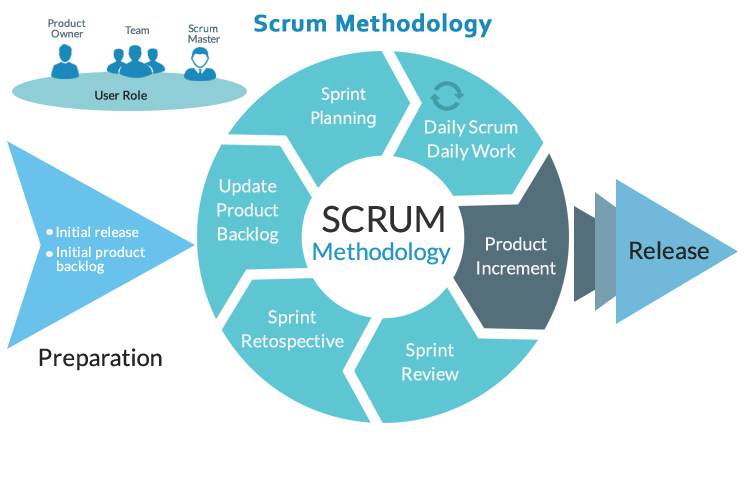 Scrum Methodology
Product
Owner
Team
Scrum
Master
User Role
Sprint
Planning
Daily Scrum
Daily Work
Update
Product
Backlog
SCRUM
Methodology
Product
Increment
Initial release
Initial product
backlog
Release
Sprint
Retospective
Sprint
Review
Preparation